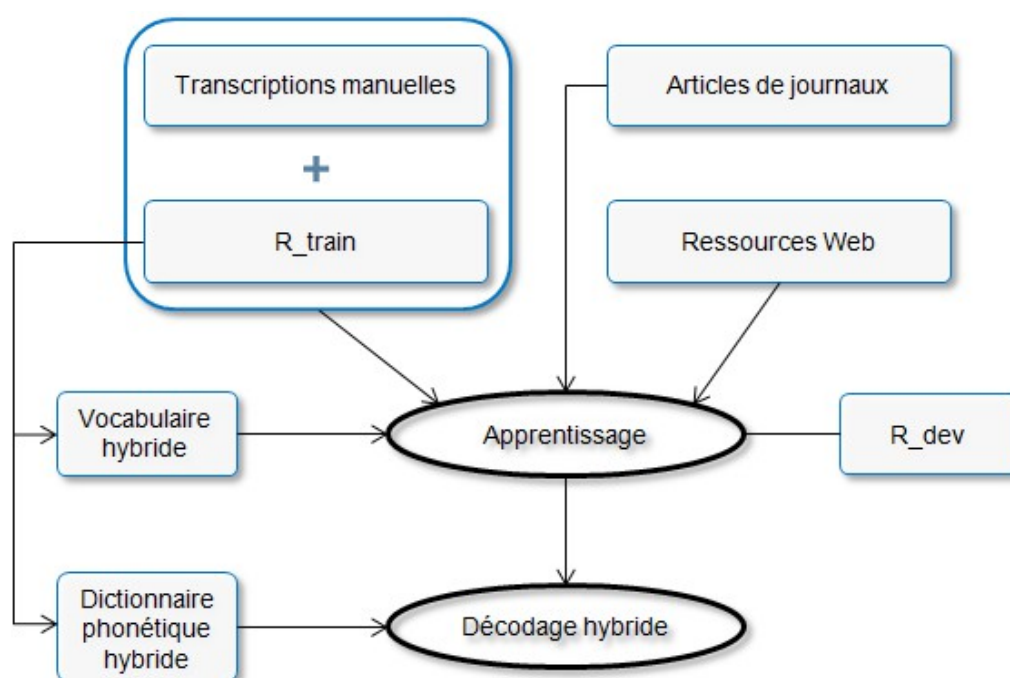 Transcriptions manuelles
Articles de journaux
+
R_train
Ressources Web
Vocabulaire
hybride
Apprentissage
R_dev
Dictionnaire
phonétique
hybride
Décodage hybride